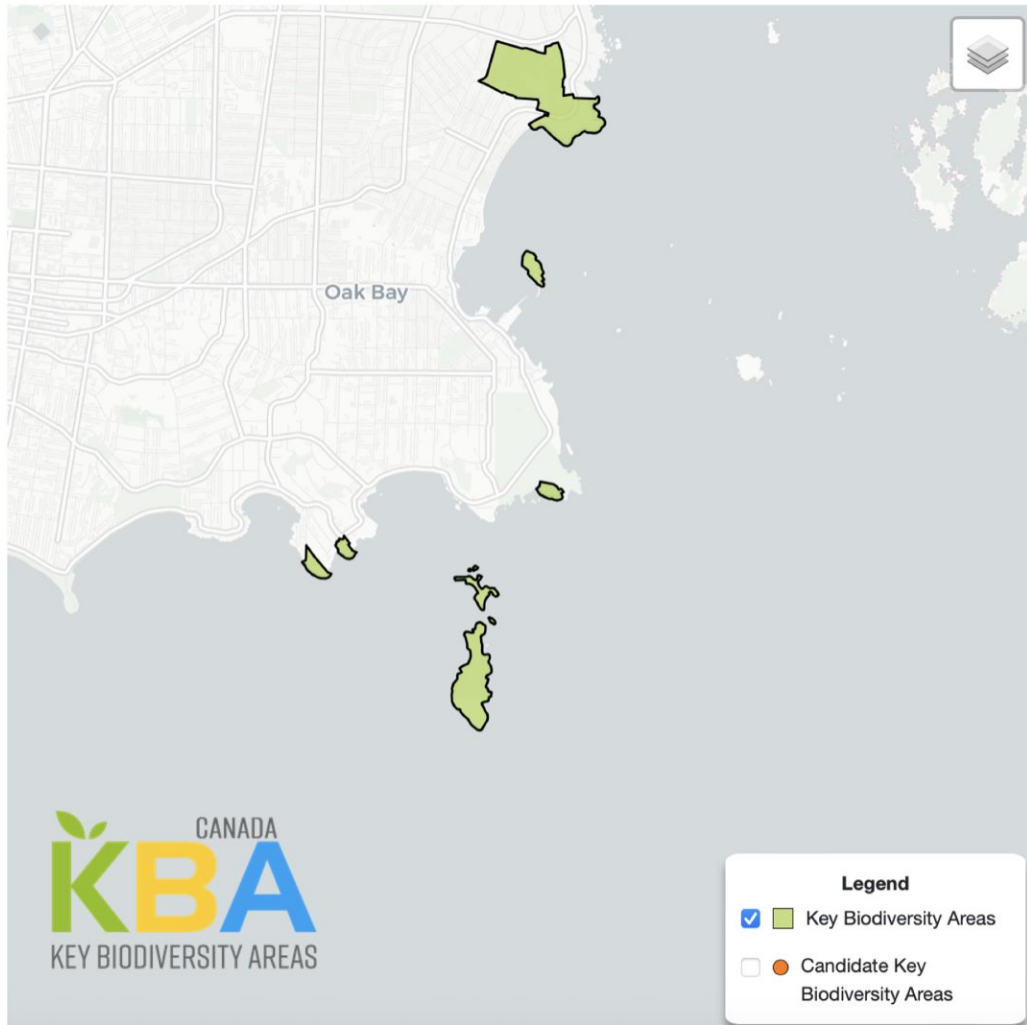 Oak Bay
CANADA
KBA
KEY BIODIVERSITY AREAS
Legend
Key Biodiversity Areas
Candidate Key
Biodiversity Areas